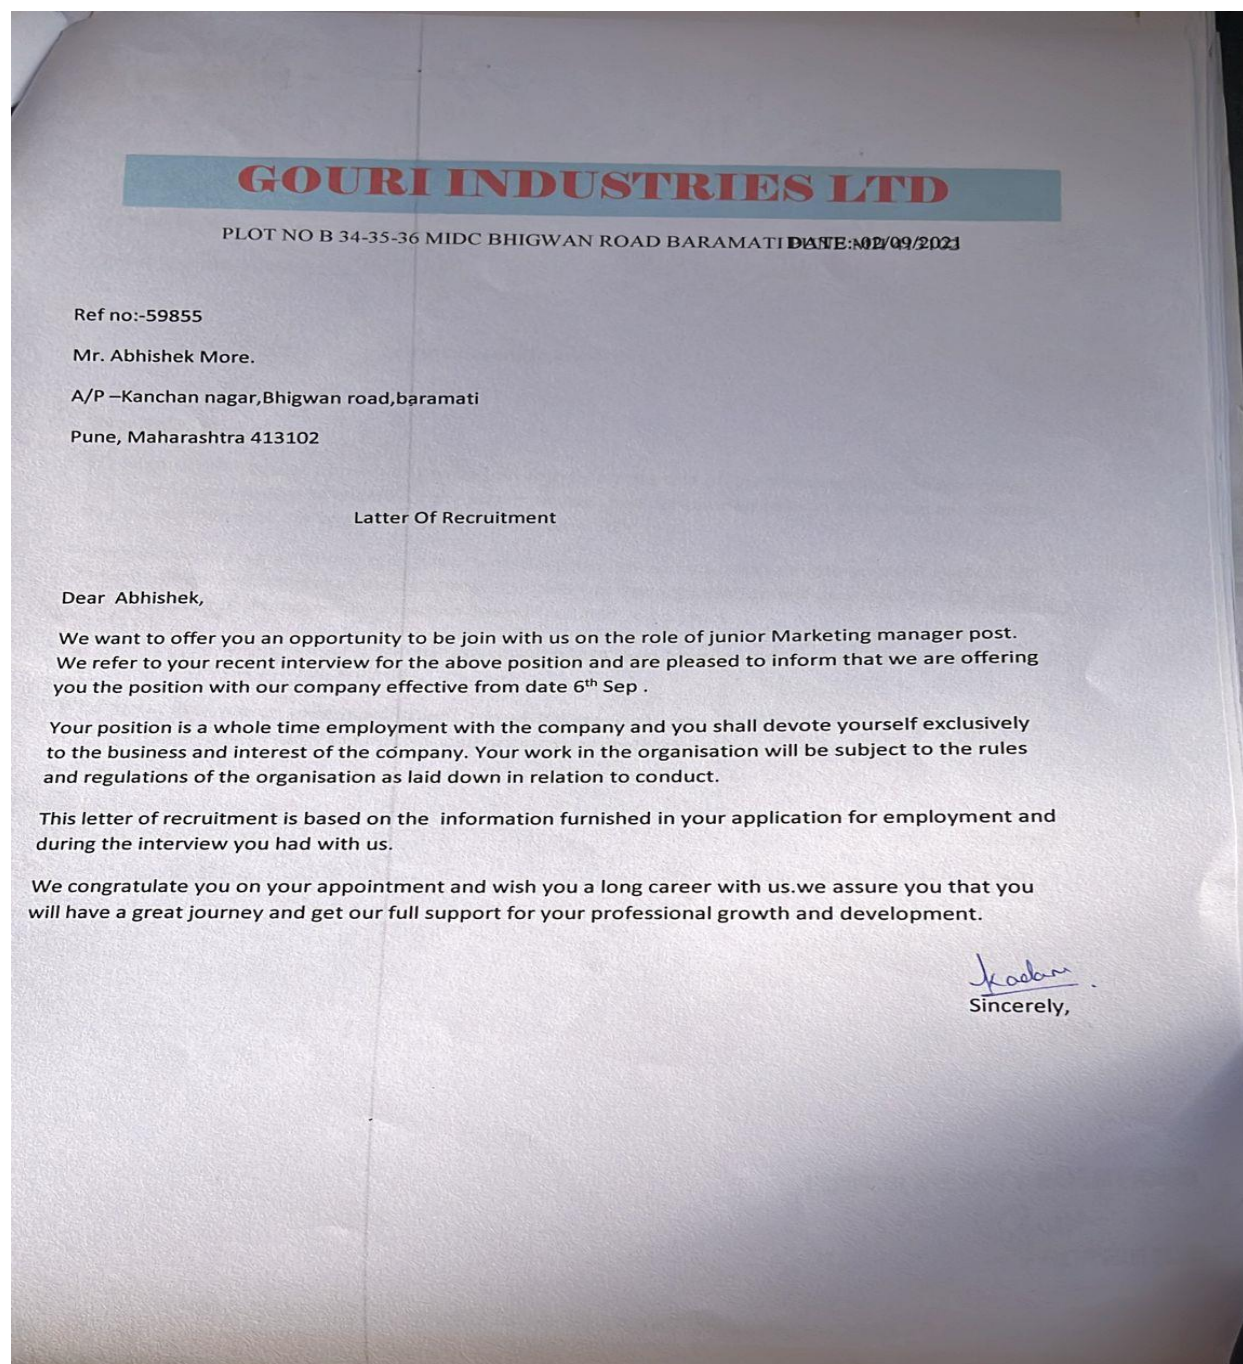 GOURI INDUSTRIES LTD
PLOT NO B 34-35-36 MIDC BHIGWAN ROAD BARAMATI DATE:-02/09/2021
Ref no:-59855
Mr. Abhishek More.
A/P –Kanchan nagar,Bhigwan road,baramati
Pune, Maharashtra 413102
Latter Of Recruitment
Dear Abhishek,
We want to offer you an opportunity to be join with us on the role of junior Marketing manager post.
We refer to your recent interview for the above position and are pleased to inform that we are offering
you the position with our company effective from date 6th Sep .
Your position is a whole time employment with the company and you shall devote yourself exclusively
to the business and interest of the company. Your work in the organisation will be subject to the rules
and regulations of the organisation as laid down in relation to conduct.
This letter of recruitment is based on the information furnished in your application for employment and
during the interview you had with us.
We congratulate you on your appointment and wish you a long career with us.we assure you that you
will have a great journey and get our full support for your professional growth and development.
Kadam
Sincerely,